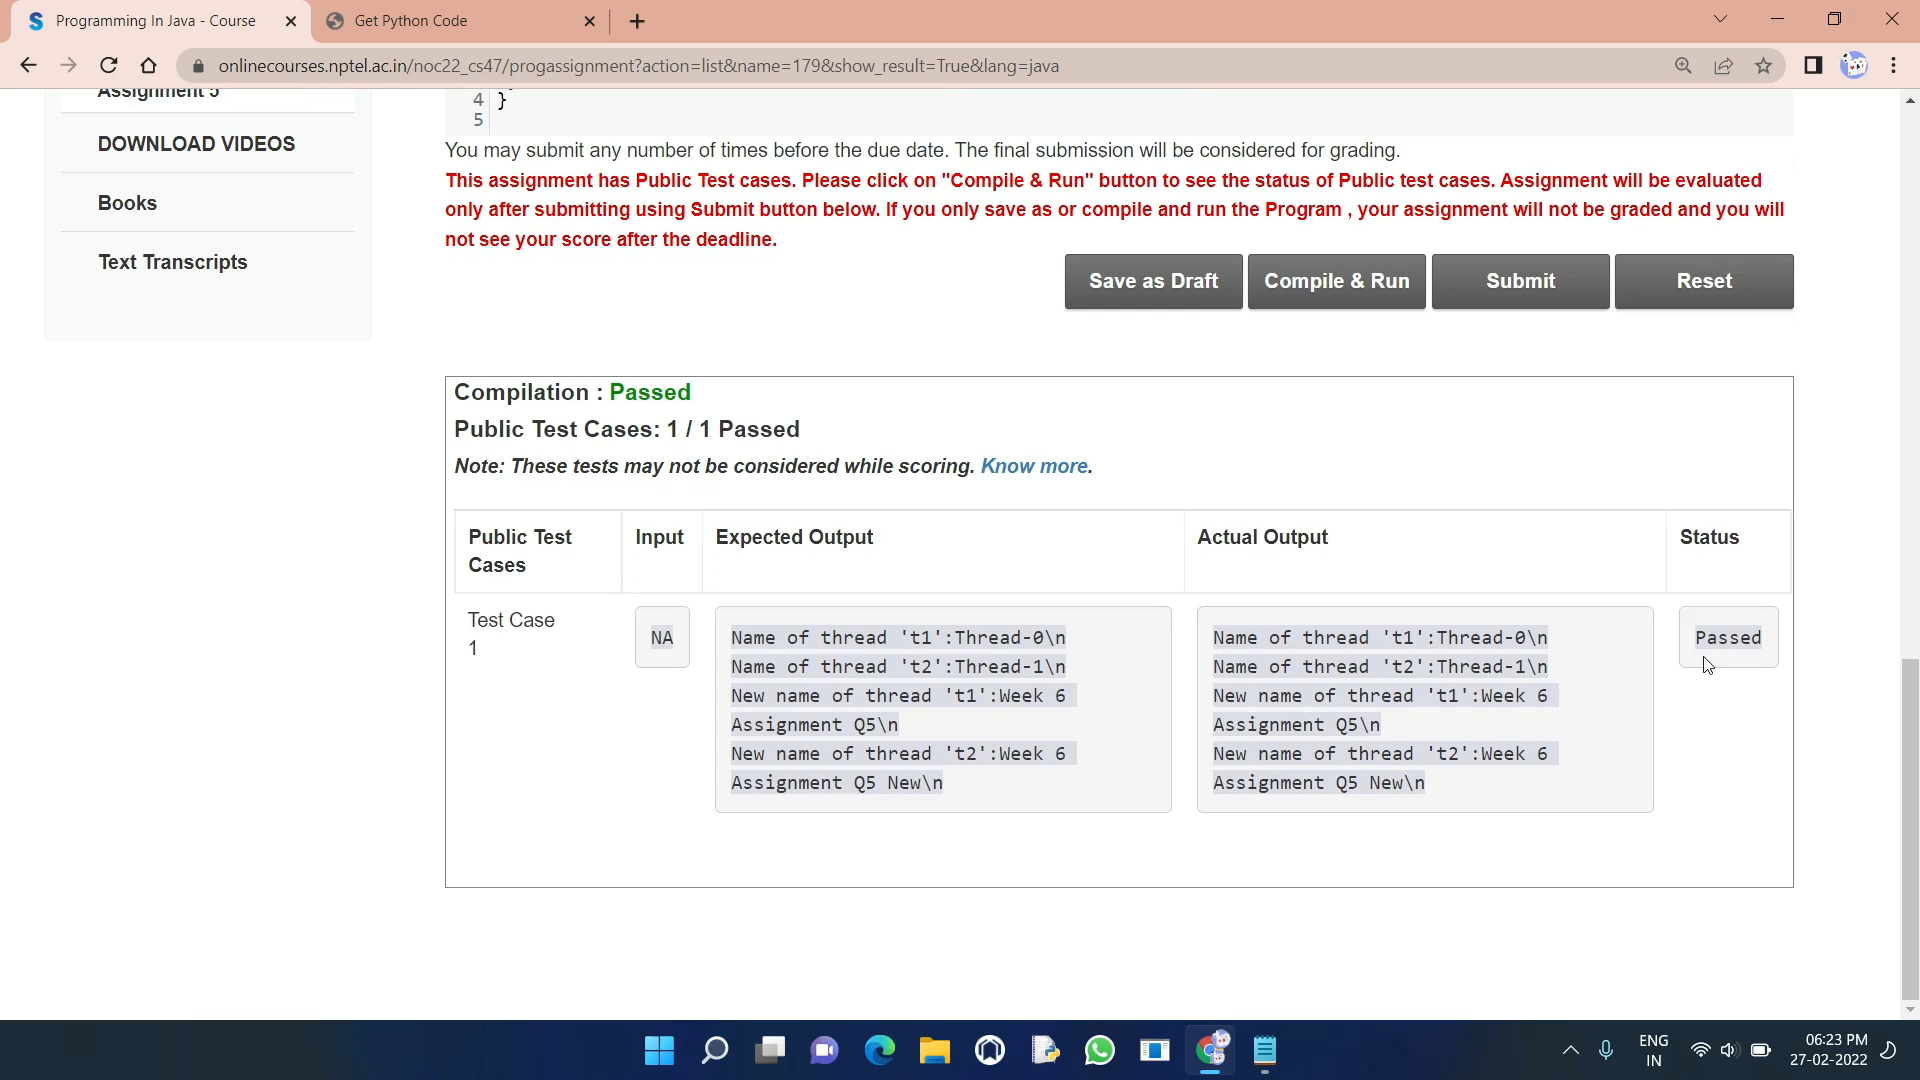 Programming In Java - Course
Get Python Code
onlinecourses.nptel.ac.in/noc22_cs47/progassignment?action=list&name=179&show_result=True&lang=java
Assignment 5
DOWNLOAD VIDEOS
Books
Text Transcripts
4 }
5
You may submit any number of times before the due date. The final submission will be considered for grading.
This assignment has Public Test cases. Please click on "Compile & Run" button to see the status of Public test cases. Assignment will be evaluated
only after submitting using Submit button below. If you only save as or compile and run the Program , your assignment will not be graded and you will
not see your score after the deadline.
Save as Draft
Compile & Run
Submit
Reset
Compilation : Passed
Public Test Cases: 1 / 1 Passed
Note: These tests may not be considered while scoring. Know more.
Public Test
Cases
Input
Expected Output
Actual Output
Status
Test Case
1
NA
Name of thread 't1':Thread-0\n
Name of thread 't2':Thread-1\n
New name of thread 't1':Week 6
Assignment Q5\n
New name of thread 't2':Week 6
Assignment Q5 New\n
Name of thread 't1':Thread-0\n
Name of thread 't2':Thread-1\n
New name of thread 't1':Week 6
Assignment Q5\n
New name of thread 't2':Week 6
Assignment Q5 New\n
Passed
ENG
IN
06:23 PM
27-02-2022